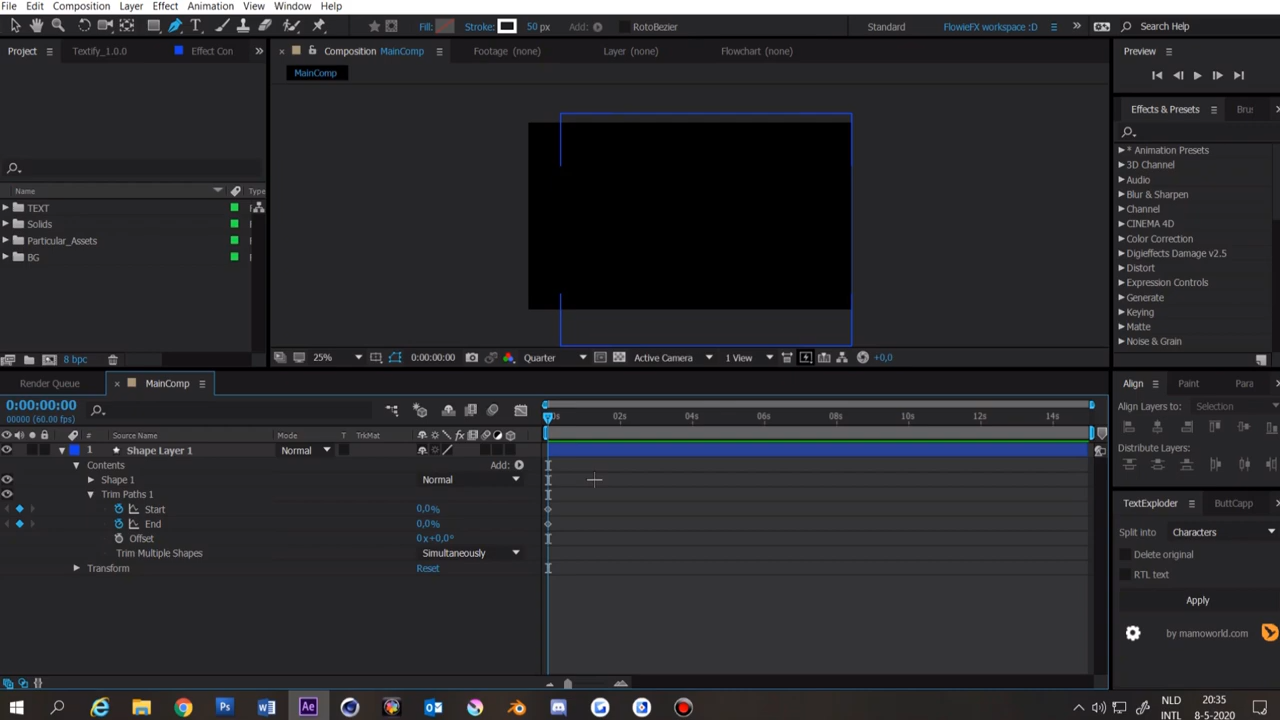 File Edit Composition Layer Effect Animation View Window Help
Fill: Stroke: 50 px Add: RotoBezier Standard FlowieFX workspace :D Search Help
Project Textify_1.0.0 Effect Con Composition MainComp Footage (none) Layer (none) Flowchart (none) Preview
MainComp
Effects & Presets Bru
* Animation Presets
3D Channel
Audio
Blur & Sharpen
Channel
CINEMA 4D
Color Correction
Digieffects Damage v2.5
Distort
Expression Controls
Generate
Keying
Matte
Noise & Grain
Name Type
TEXT
Solids
Particular_Assets
BG
8 bpc 25% 0:00:00:00 Quarter Active Camera 1 View +0,0
Render Queue MainComp Align Paint Para
0:00:00:00
00000 (60.00 fps)
02s 04s 06s 08s 10s 12s 14s
Align Layers to: Selection
# Source Name Mode T TrkMat
1 Shape Layer 1 Normal
Distribute Layers:
Contents Add:
Shape 1 Normal
Trim Paths 1
Start 0,0%
End 0,0%
Offset 0x+0,0°
Trim Multiple Shapes Simultaneously
Transform Reset
TextExploder ButtCapp
Split into Characters
Delete original
RTL text
Apply
by mamoworld.com
NLD 20:35
INTL 8-5-2020